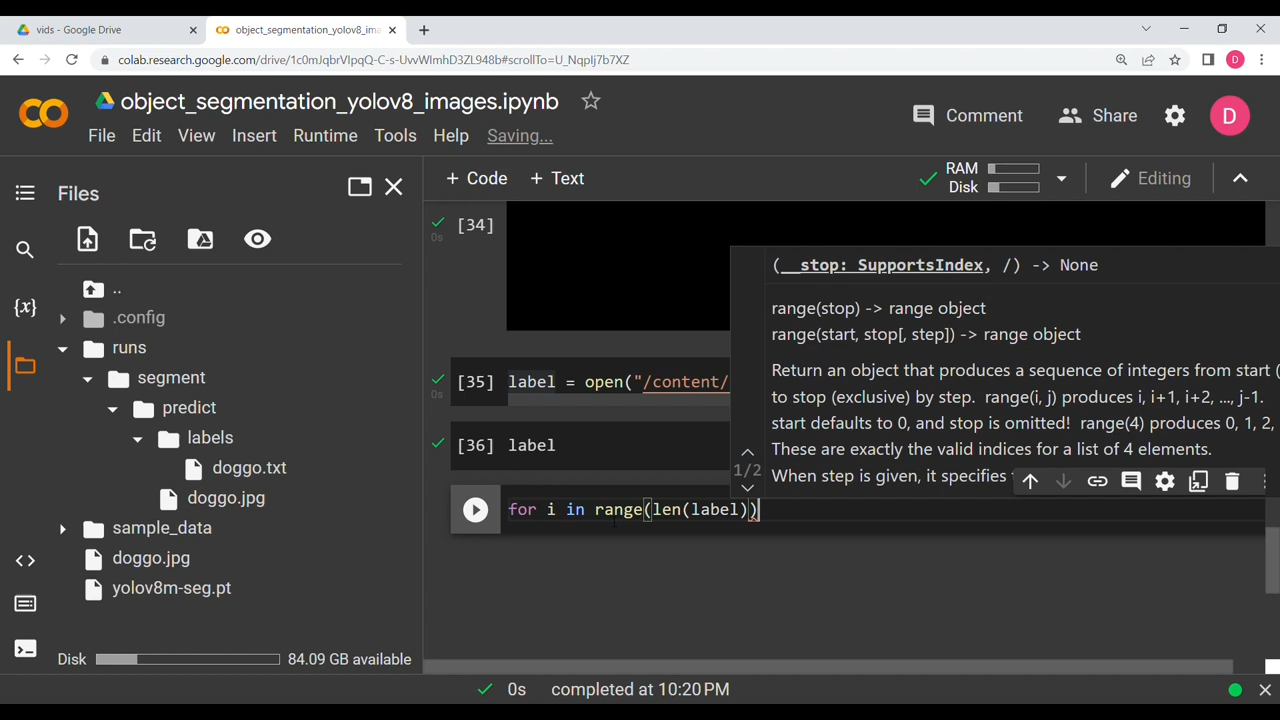 vids - Google Drive
object_segmentation_yolov8_ima
colab.research.google.com/drive/1c0mJqbrVIpqQ-C-s-UvvWlmhD3ZL948b#scrollTo=U_Nqplj7b7XZ
D
object_segmentation_yolov8_images.ipynb
Comment
Share
D
File Edit View Insert Runtime Tools Help Saving...
Files
+ Code + Text
RAM
Disk
Editing
{x}
..
.config
runs
segment
predict
labels
doggo.txt
doggo.jpg
sample_data
doggo.jpg
yolov8m-seg.pt
Disk 84.09 GB available
[34]
0s
(__stop: SupportsIndex, /) -> None
range(stop) -> range object
range(start, stop[, step]) -> range object
Return an object that produces a sequence of integers from start (
to stop (exclusive) by step. range(i, j) produces i, i+1, i+2, ..., j-1.
start defaults to 0, and stop is omitted! range(4) produces 0, 1, 2,
These are exactly the valid indices for a list of 4 elements.
When step is given, it specifies
1/2
[35] label = open("/content/
0s
[36] label
for i in range(len(label))
0s completed at 10:20 PM